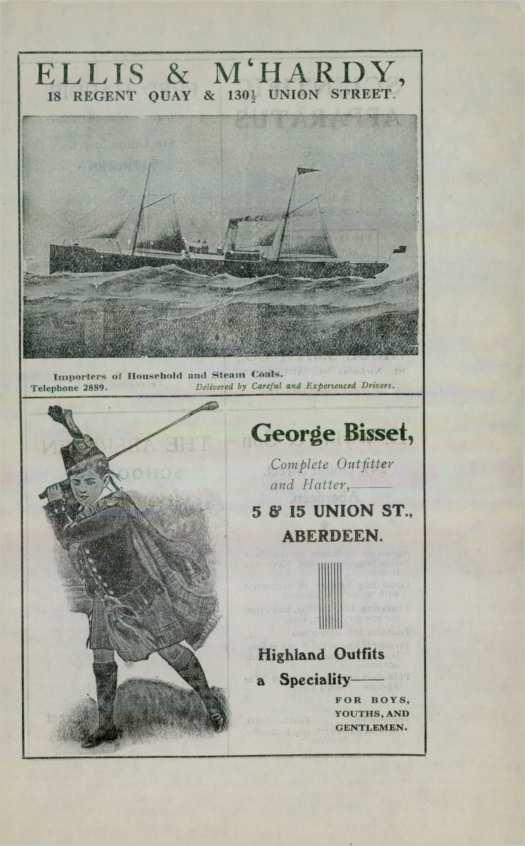 ELLIS & M'HARDY,
18 REGENT QUAY & 130½ UNION STREET.
Importers of Household and Steam Coals.
Telephone 2889. Delivered by Careful and Experienced Drivers.
George Bisset,
Complete Outfitter
and Hatter,
5 & 15 UNION ST.,
ABERDEEN.
Highland Outfits
a Speciality
FOR BOYS,
YOUTHS, AND
GENTLEMEN.